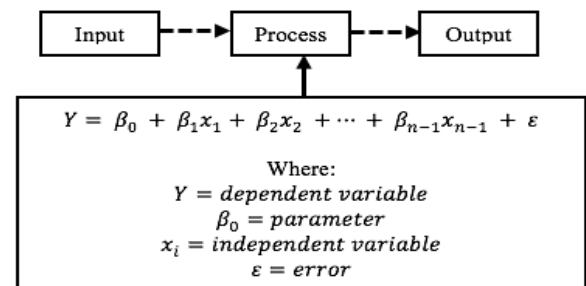 Input Process Output
Y = β₀ + β₁x₁ + β₂x₂ + ⋯ + βₙ₋₁xₙ₋₁ + ε
Where:
Y = dependent variable
β₀ = parameter
xᵢ = independent variable
ε = error